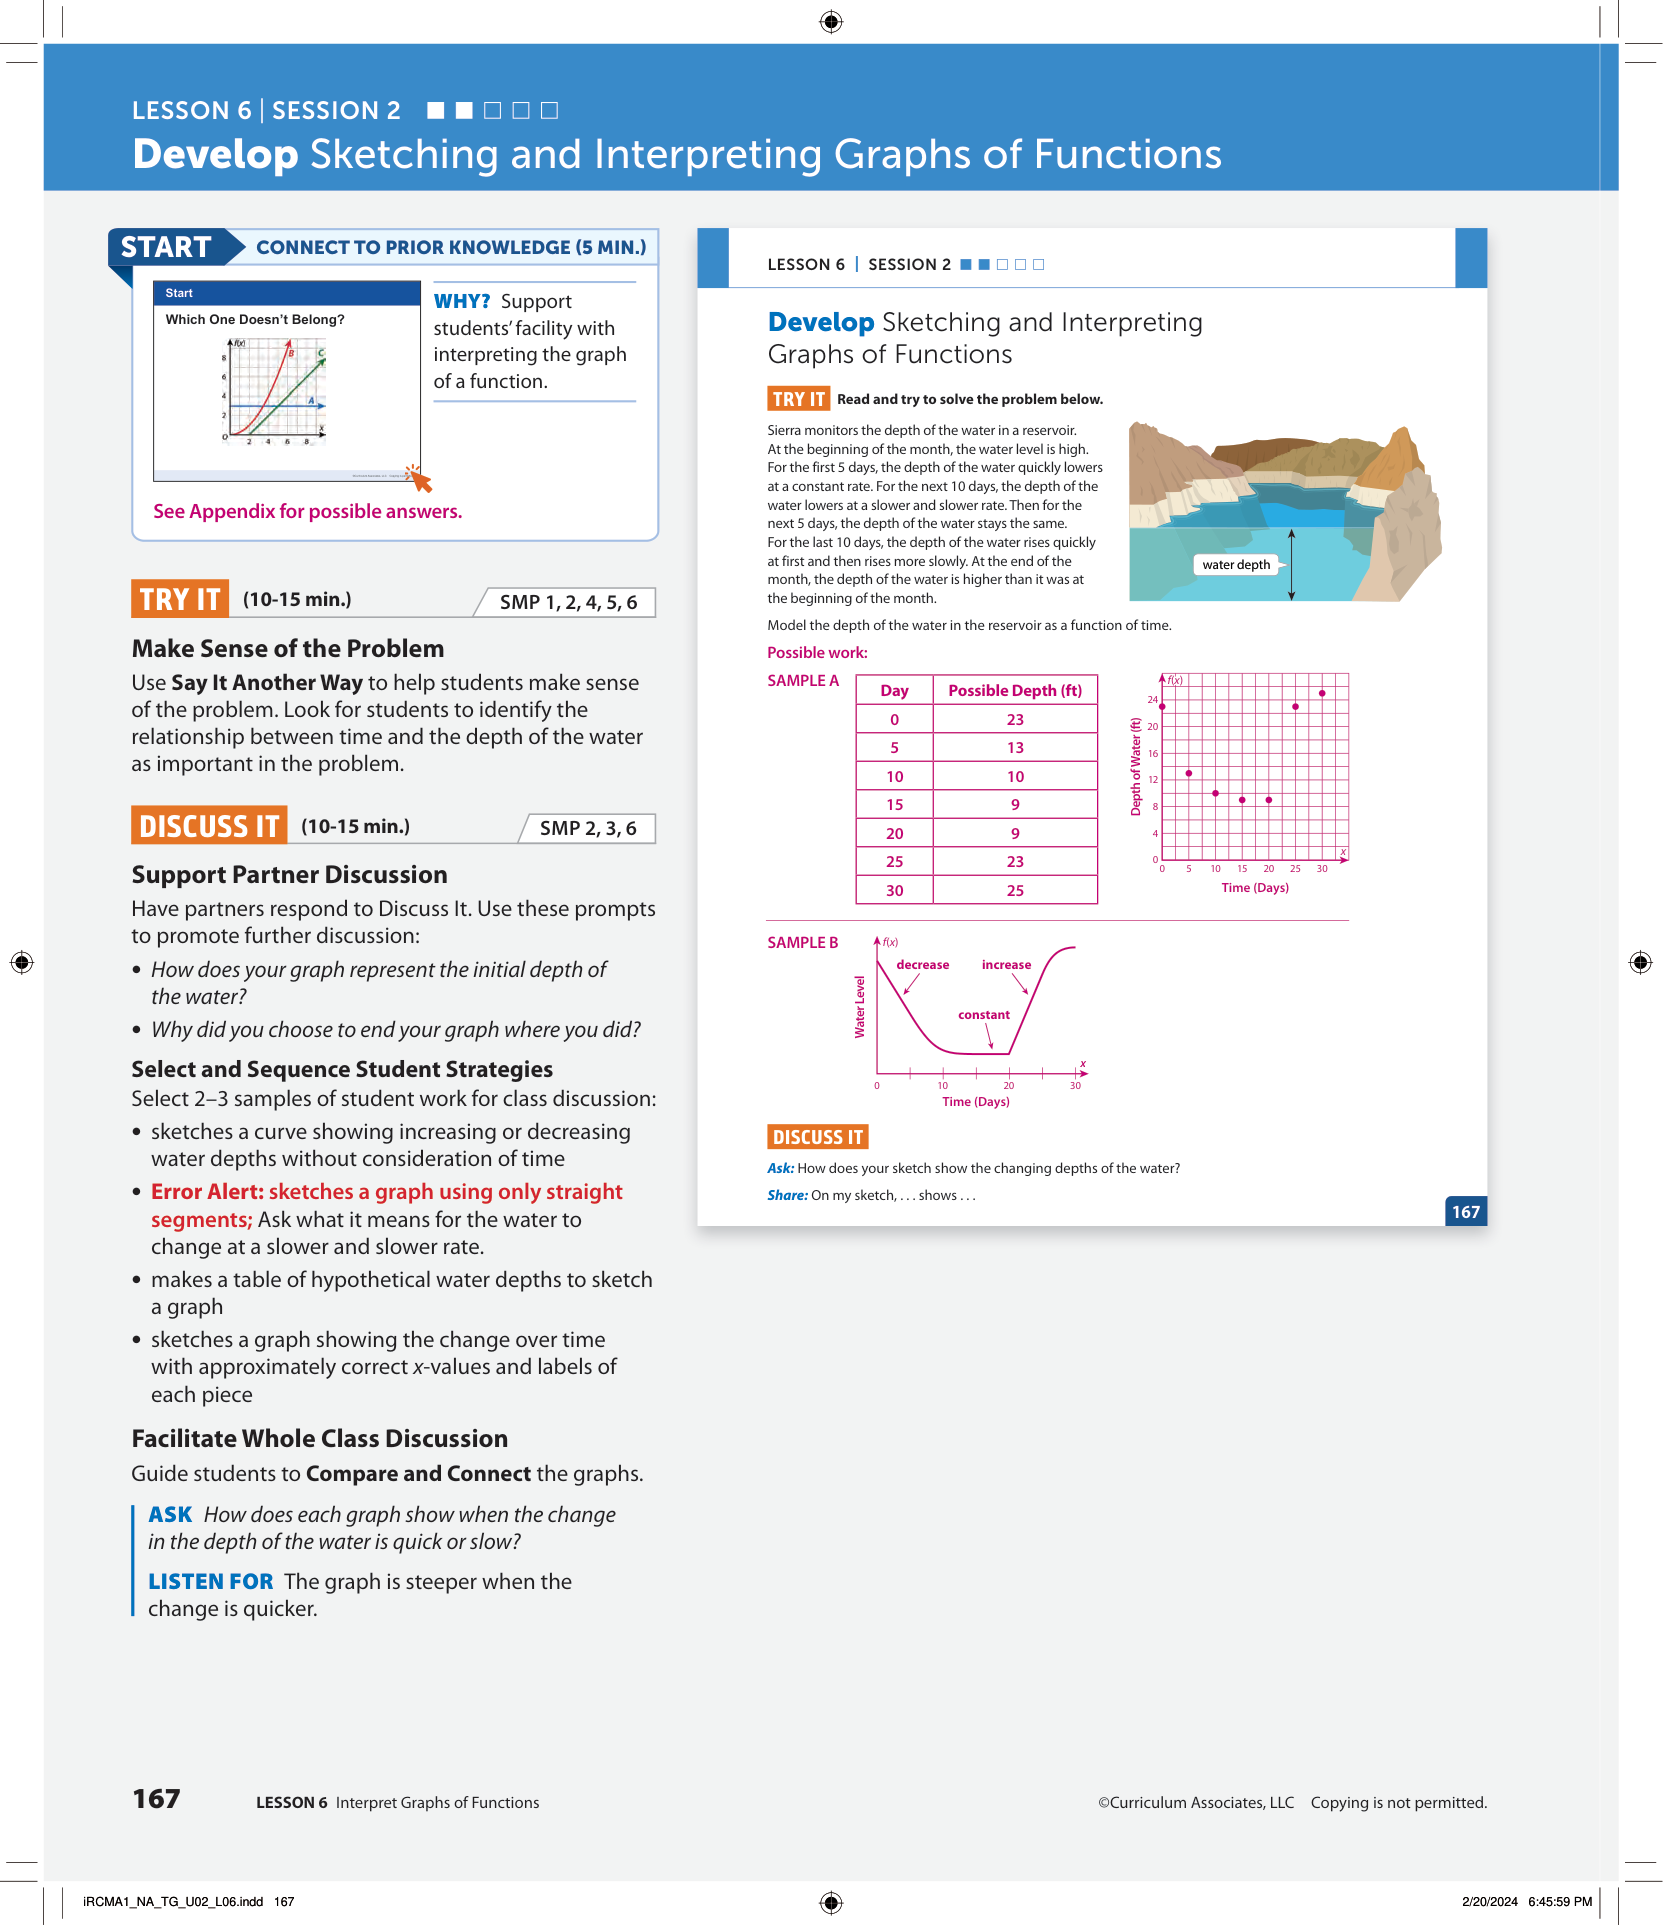 LESSON 6 | SESSION 2
Develop Sketching and Interpreting Graphs of Functions
START
CONNECT TO PRIOR KNOWLEDGE (5 MIN.)
Start
Which One Doesn't Belong?
f(x)
B
C
8
6
4
A
2
x
O
2 4 6 8
WHY? Support
students' facility with
interpreting the graph
of a function.
See Appendix for possible answers.
TRY IT (10-15 min.)
SMP 1, 2, 4, 5, 6
Make Sense of the Problem
Use Say It Another Way to help students make sense
of the problem. Look for students to identify the
relationship between time and the depth of the water
as important in the problem.
DISCUSS IT (10-15 min.)
SMP 2, 3, 6
Support Partner Discussion
Have partners respond to Discuss It. Use these prompts
to promote further discussion:
• How does your graph represent the initial depth of
the water?
• Why did you choose to end your graph where you did?
Select and Sequence Student Strategies
Select 2–3 samples of student work for class discussion:
• sketches a curve showing increasing or decreasing
water depths without consideration of time
• Error Alert: sketches a graph using only straight
segments; Ask what it means for the water to
change at a slower and slower rate.
• makes a table of hypothetical water depths to sketch
a graph
• sketches a graph showing the change over time
with approximately correct x-values and labels of
each piece
Facilitate Whole Class Discussion
Guide students to Compare and Connect the graphs.
ASK How does each graph show when the change
in the depth of the water is quick or slow?
LISTEN FOR The graph is steeper when the
change is quicker.
LESSON 6 | SESSION 2
Develop Sketching and Interpreting
Graphs of Functions
TRY IT Read and try to solve the problem below.
Sierra monitors the depth of the water in a reservoir.
At the beginning of the month, the water level is high.
For the first 5 days, the depth of the water quickly lowers
at a constant rate. For the next 10 days, the depth of the
water lowers at a slower and slower rate. Then for the
next 5 days, the depth of the water stays the same.
For the last 10 days, the depth of the water rises quickly
at first and then rises more slowly. At the end of the
month, the depth of the water is higher than it was at
the beginning of the month.
water depth
Model the depth of the water in the reservoir as a function of time.
Possible work:
SAMPLE A
Day Possible Depth (ft)
0 23
5 13
10 10
15 9
20 9
25 23
30 25
f(x)
24
20
16
12
8
4
0
Depth of Water (ft)
x
0 5 10 15 20 25 30
Time (Days)
SAMPLE B
f(x)
decrease
increase
constant
Water Level
x
0 10 20 30
Time (Days)
DISCUSS IT
Ask: How does your sketch show the changing depths of the water?
Share: On my sketch, . . . shows . . .
167
167
LESSON 6 Interpret Graphs of Functions
©Curriculum Associates, LLC Copying is not permitted.
iRCMA1_NA_TG_U02_L06.indd 167
2/20/2024 6:45:59 PM